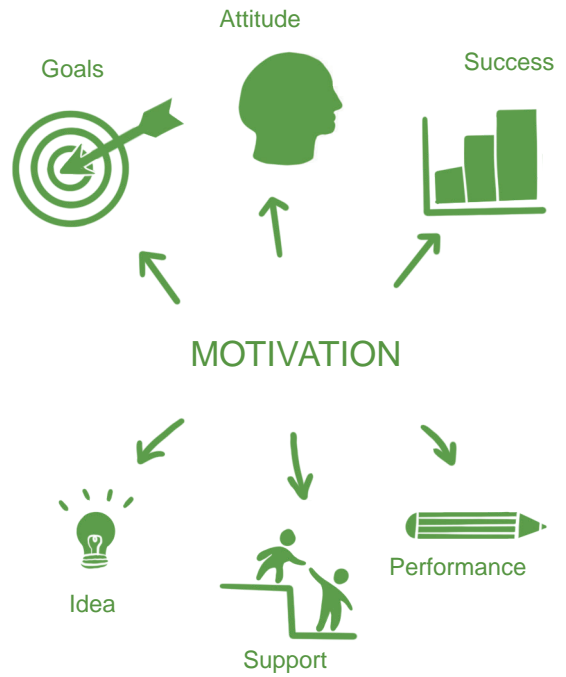 Attitude
Goals
Success
MOTIVATION
Idea
Support
Performance